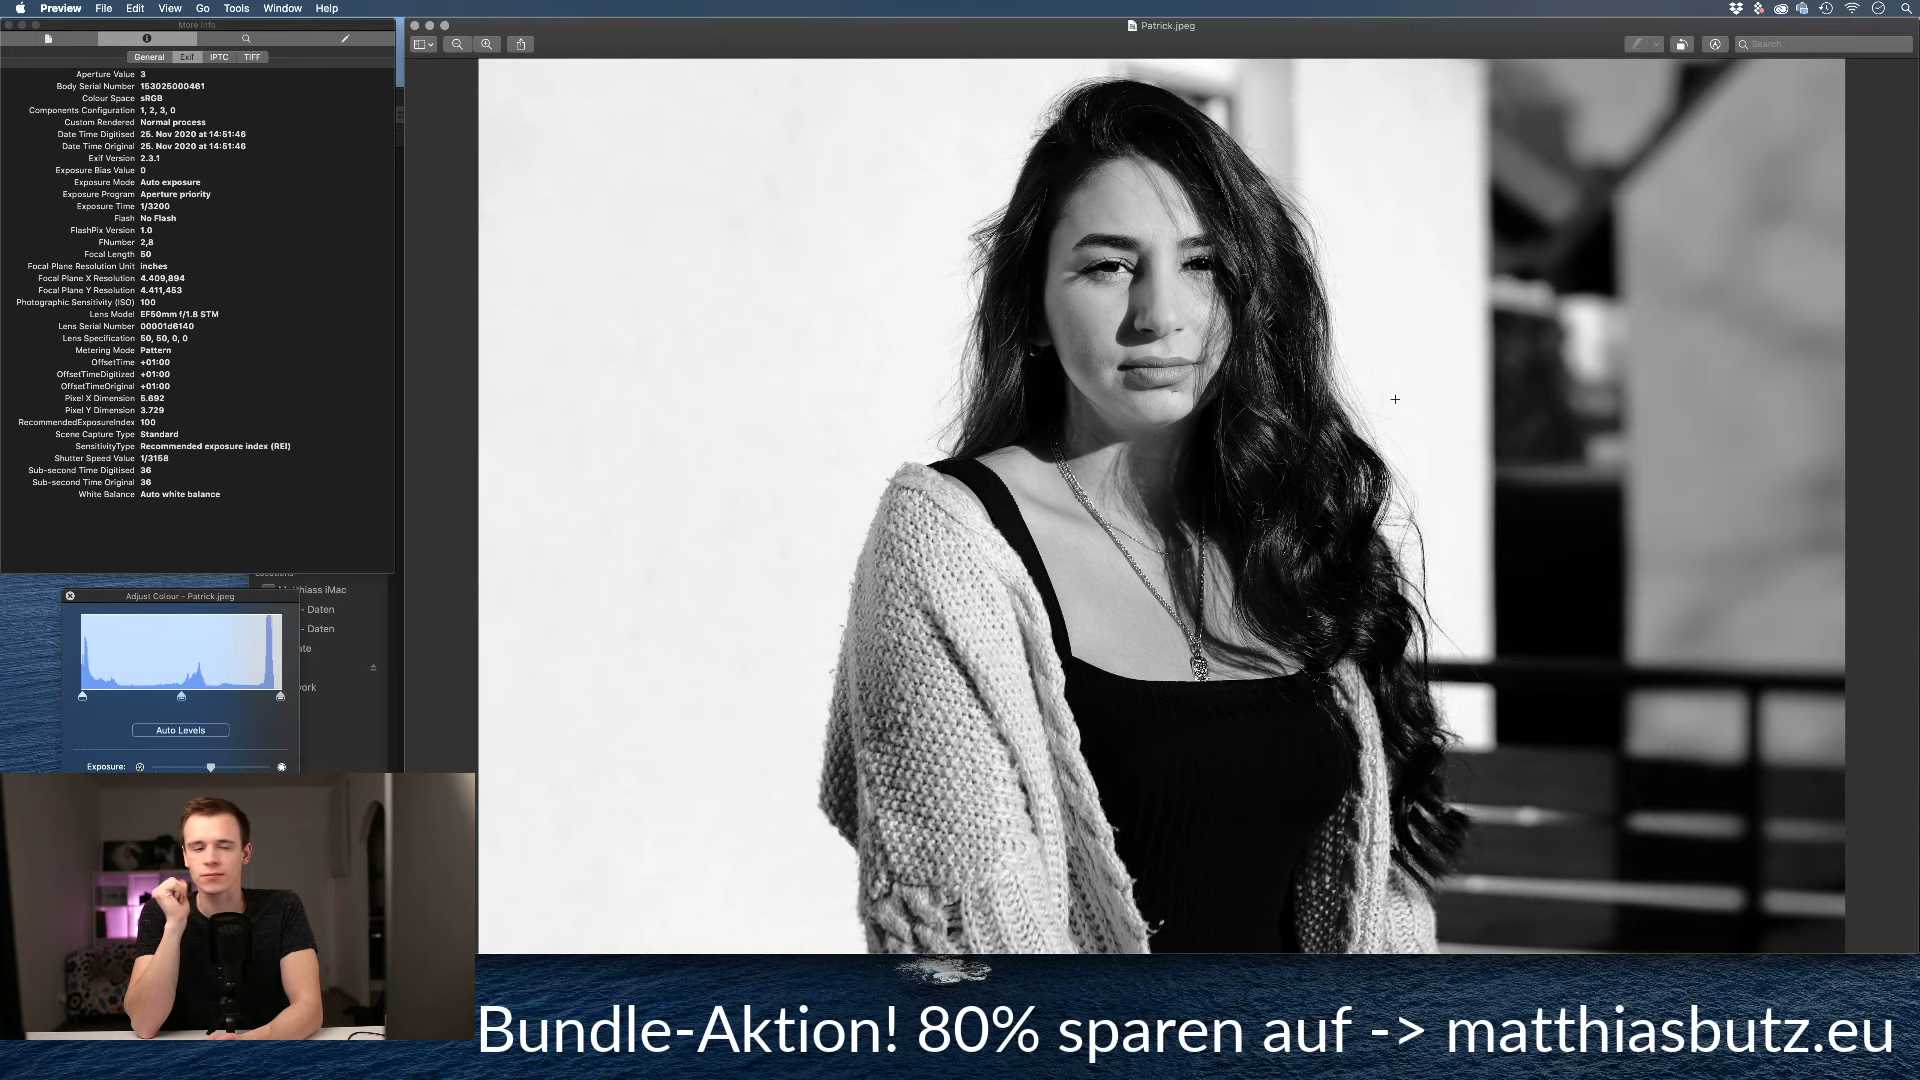 Preview File Edit View Go Tools Window Help
More Info
Patrick.jpeg
Search
General Exif IPTC TIFF
Aperture Value 3
Body Serial Number 153025000461
Colour Space sRGB
Components Configuration 1, 2, 3, 0
Custom Rendered Normal process
Date Time Digitised 25. Nov 2020 at 14:51:46
Date Time Original 25. Nov 2020 at 14:51:46
Exif Version 2.3.1
Exposure Bias Value 0
Exposure Mode Auto exposure
Exposure Program Aperture priority
Exposure Time 1/3200
Flash No Flash
FlashPix Version 1.0
FNumber 2,8
Focal Length 50
Focal Plane Resolution Unit inches
Focal Plane X Resolution 4.409,894
Focal Plane Y Resolution 4.411,453
Photographic Sensitivity (ISO) 100
Lens Model EF50mm f/1.8 STM
Lens Serial Number 00001d6140
Lens Specification 50, 50, 0, 0
Metering Mode Pattern
OffsetTime +01:00
OffsetTimeDigitized +01:00
OffsetTimeOriginal +01:00
Pixel X Dimension 5.692
Pixel Y Dimension 3.729
RecommendedExposureIndex 100
Scene Capture Type Standard
SensitivityType Recommended exposure index (REI)
Shutter Speed Value 1/3158
Sub-second Time Digitised 36
Sub-second Time Original 36
White Balance Auto white balance
Locations
iMac
Adjust Colour - Patrick.jpeg
- Daten
- Daten
Auto Levels
Exposure:
Bundle-Aktion! 80% sparen auf -> matthiasbutz.eu